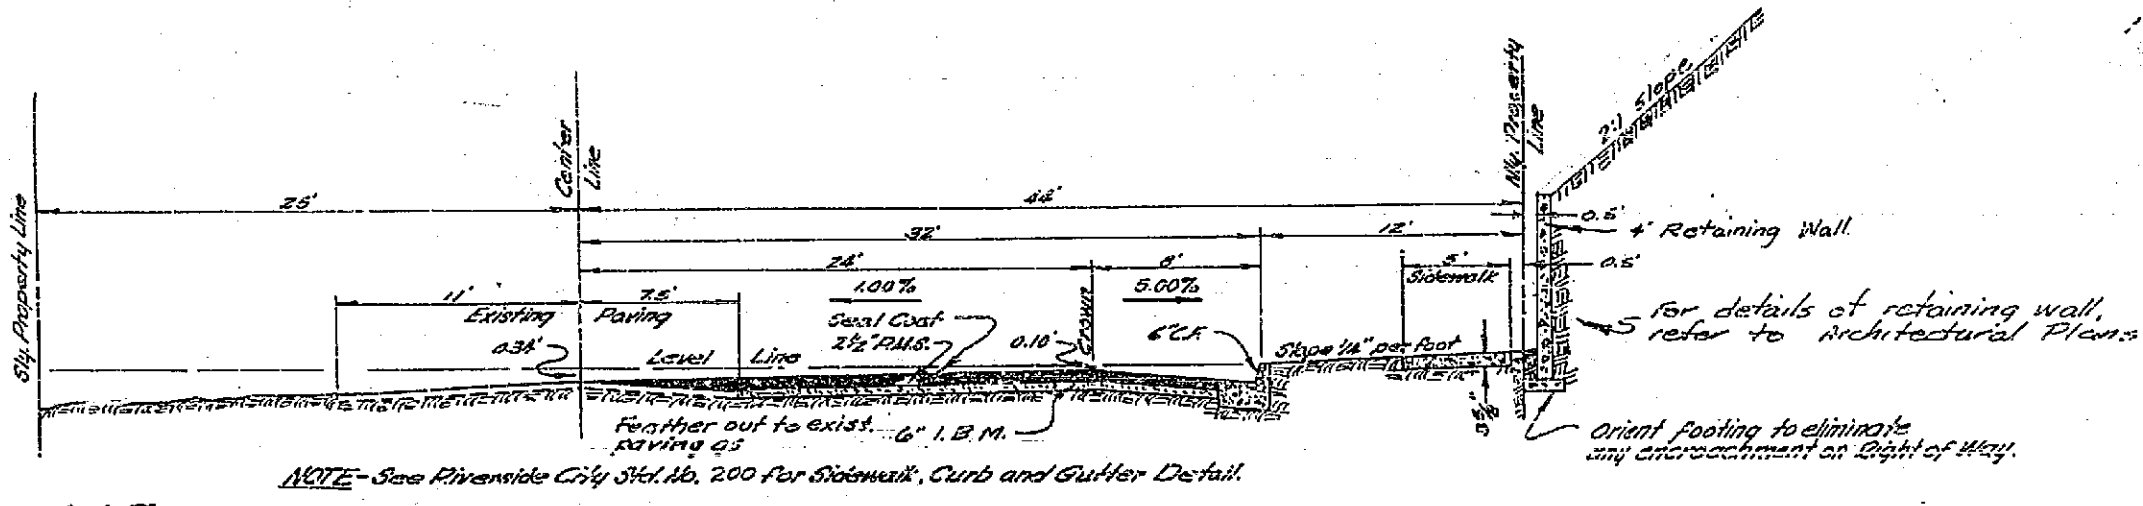 Sly Property Line
25'
Center
Line
44'
32'
12'
24'
8'
5'
Sidewalk
11'
7.5'
Existing Paving
1.00%
5.00%
Seal Coat
2½" P.M.S.
0.10'
Crown
6" C.F.
0.34'
Level Line
Slope ¼" per foot
Nly. Property
Line
2:1 Slope
0.5'
4' Retaining Wall.
0.5'
For details of retaining wall,
refer to Architectural Plans
Feather out to exist.
paving as
6" I.B.M.
3⅝"
Orient footing to eliminate
any encroachment on Right of Way.
NOTE-See Riverside City Std. No. 200 for Sidewalk, Curb and Gutter Detail.